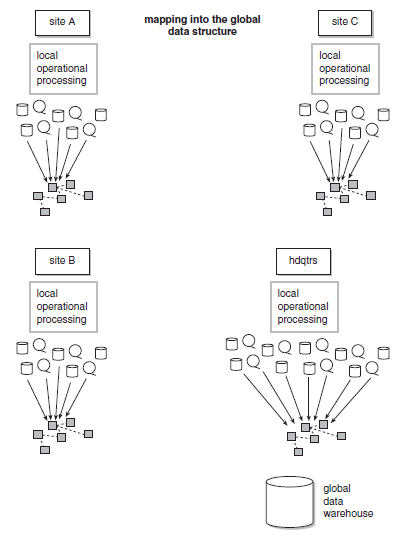 site A
mapping into the global
data structure
site C
local
operational
processing
local
operational
processing
site B
hdqtrs
local
operational
processing
local
operational
processing
global
data
warehouse